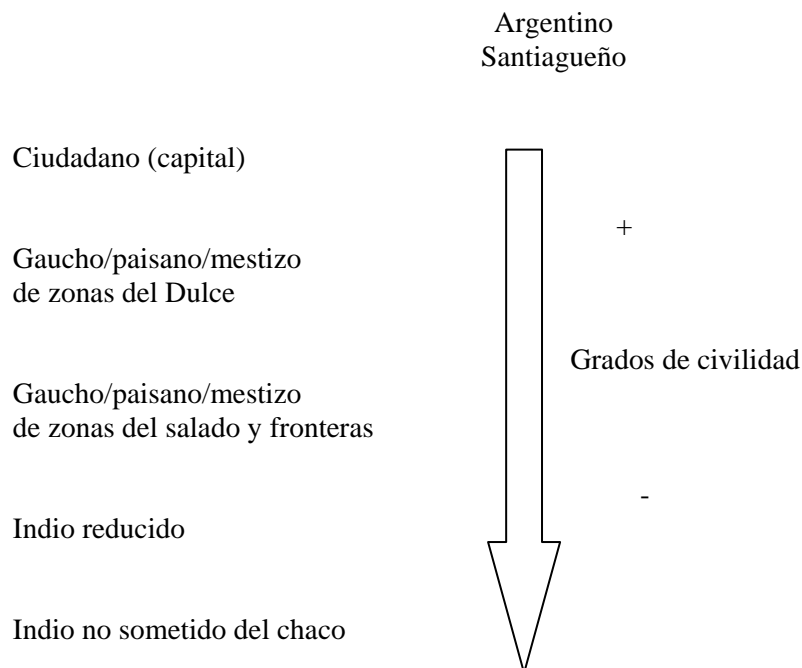 Argentino
Santiagueño
Ciudadano (capital)
+
Gaucho/paisano/mestizo
de zonas del Dulce
Grados de civilidad
Gaucho/paisano/mestizo
de zonas del salado y fronteras
-
Indio reducido
Indio no sometido del chaco